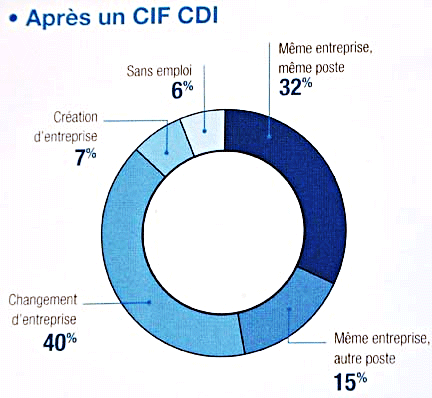 • Après un CIF CDI
Même entreprise,
même poste
32%
Sans emploi
6%
Création
d'entreprise
7%
Changement
d'entreprise
40%
Même entreprise,
autre poste
15%